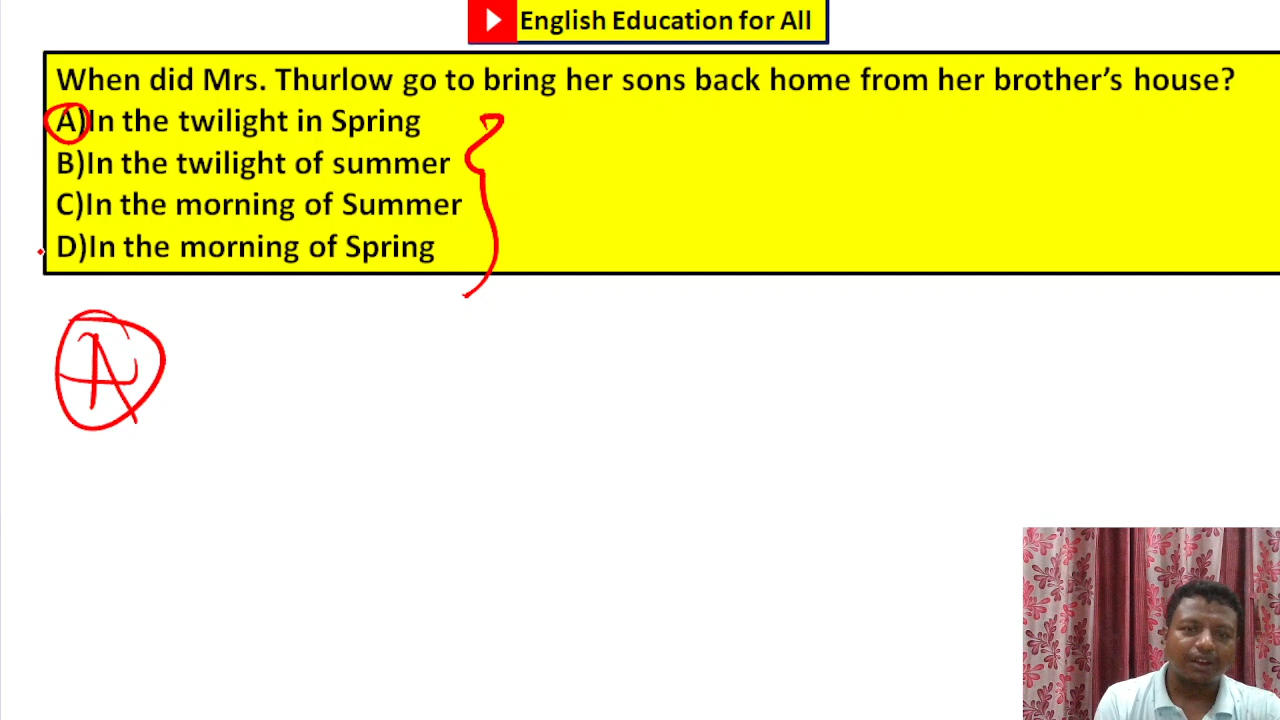 English Education for All
When did Mrs. Thurlow go to bring her sons back home from her brother's house?
A)In the twilight in Spring
B)In the twilight of summer
C)In the morning of Summer
D)In the morning of Spring
A